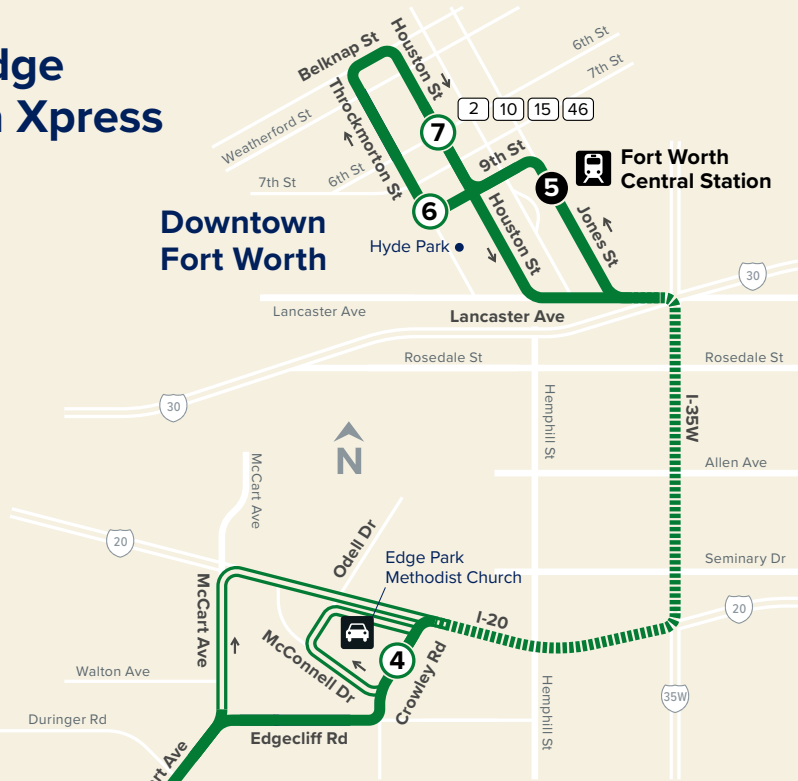 dge
Xpress
Belknap St
Houston St
6th St
7th St
2 10 15 46
Weatherford St
Throckmorton St
7
9th St
Fort Worth
Central Station
7th St
6th St
5
6
Downtown
Fort Worth
Hyde Park
Houston St
Jones St
30
Lancaster Ave
Lancaster Ave
Rosedale St
Rosedale St
30
Hemphill St
I-35W
N
McCart Ave
Allen Ave
20
Odell Dr
Edge Park
Methodist Church
Seminary Dr
McCart Ave
I-20
20
McConnell Dr
4
Crowley Rd
Walton Ave
Hemphill St
35W
Duringer Rd
Edgecliff Rd
rt Ave